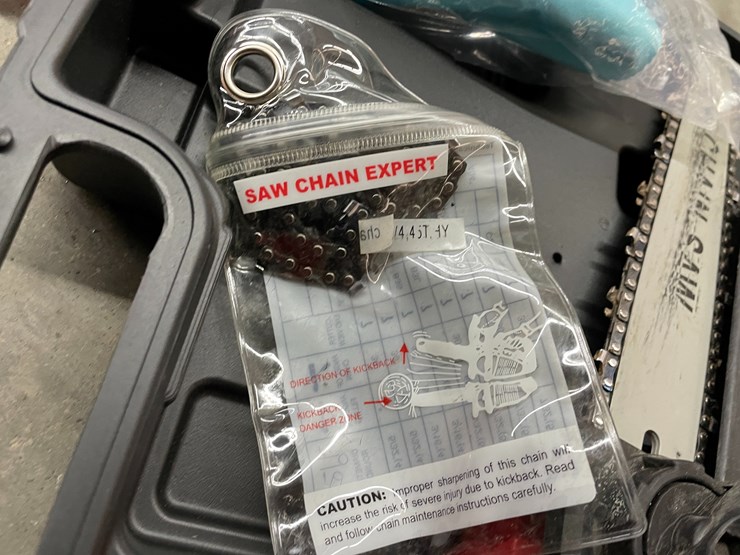 SAW CHAIN EXPERT
DIRECTION OF KICKBACK
KICKBACK
DANGER ZONE
CAUTION: Improper sharpening of this chain will
increase the risk of severe injury due to kickback. Read
and follow chain maintenance instructions carefully.
CHAIN SAW